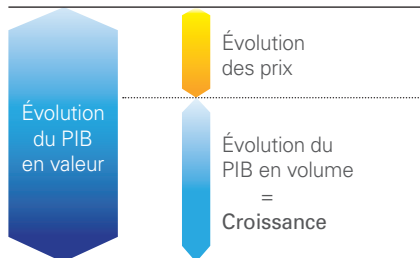 Évolution
du PIB
en valeur
Évolution
des prix
Évolution du
PIB en volume
=
Croissance